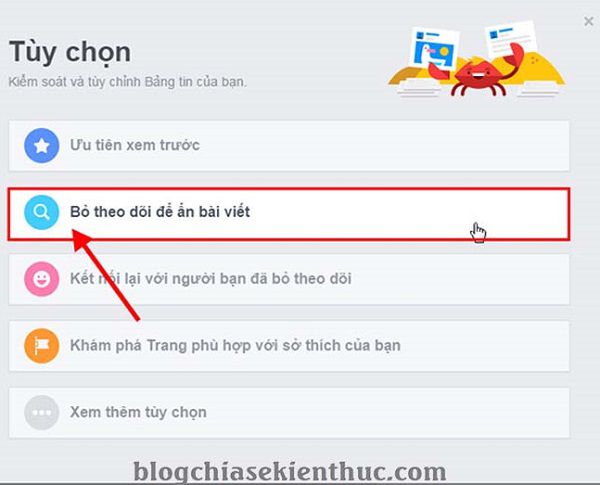 Tùy chọn
Kiểm soát và tùy chỉnh Bảng tin của bạn.
Ưu tiên xem trước
Bỏ theo dõi để ẩn bài viết
Kết nối lại với người bạn đã bỏ theo dõi
Khám phá Trang phù hợp với sở thích của bạn
Xem thêm tùy chọn
blogchiasekienthuc.com